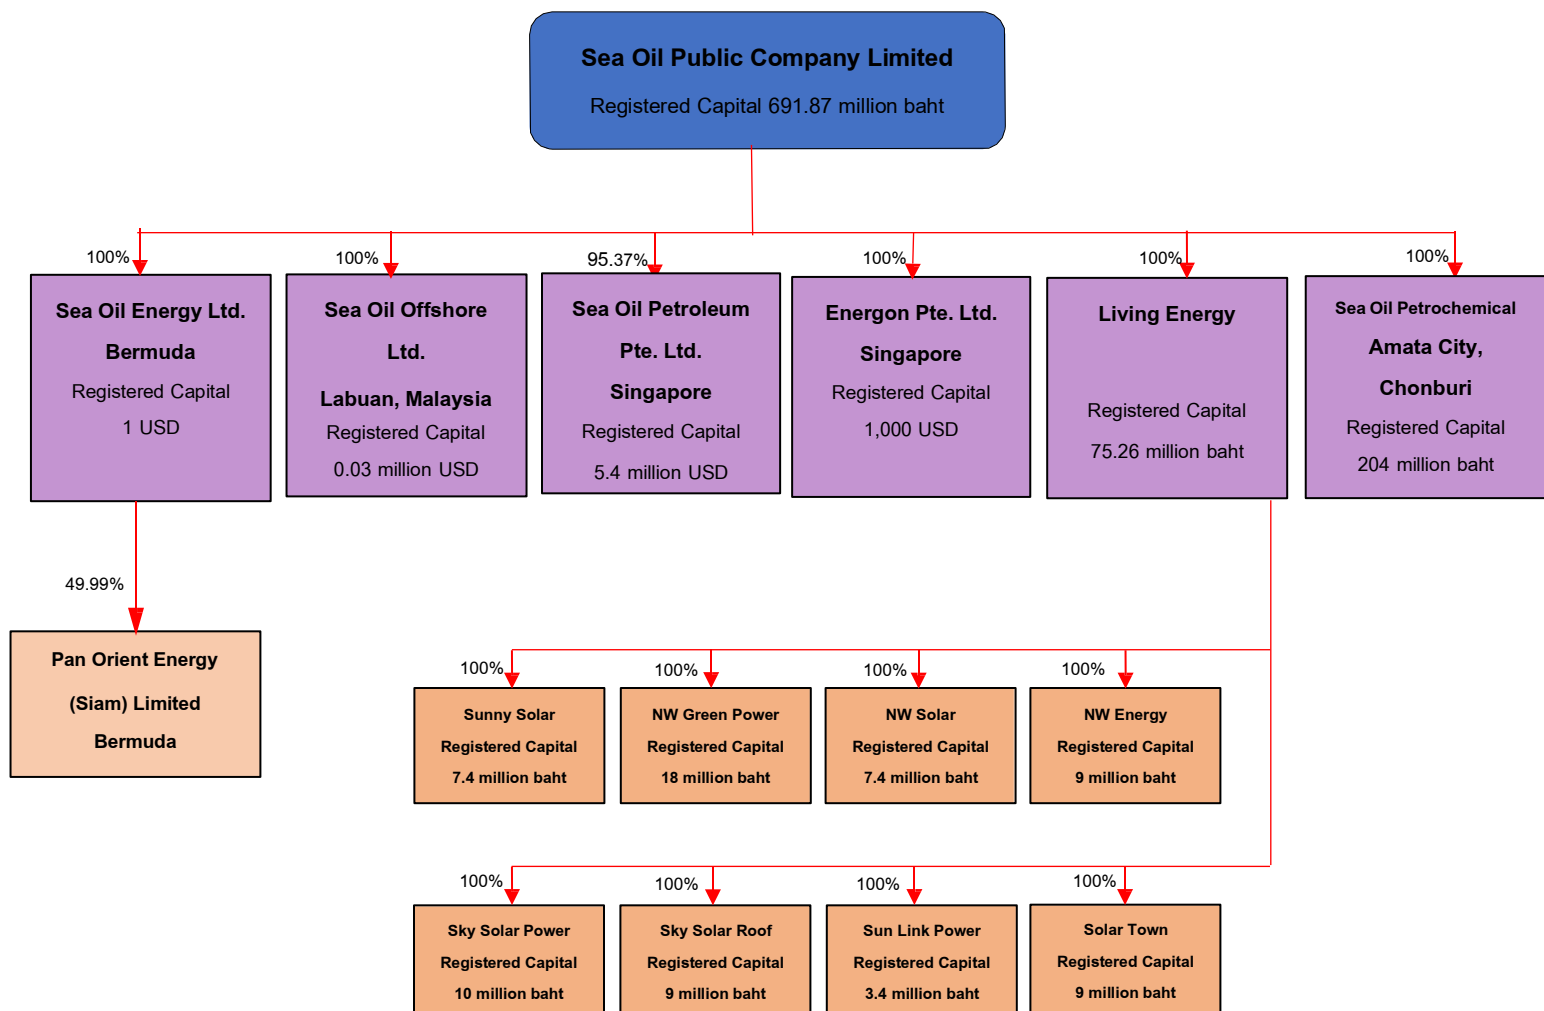 Sea Oil Public Company Limited
Registered Capital 691.87 million baht
100%
100%
95.37%
100%
100%
100%
Sea Oil Energy Ltd.
Bermuda
Registered Capital
1 USD
Sea Oil Offshore
Ltd.
Labuan, Malaysia
Registered Capital
0.03 million USD
Sea Oil Petroleum
Pte. Ltd.
Singapore
Registered Capital
5.4 million USD
Energon Pte. Ltd.
Singapore
Registered Capital
1,000 USD
Living Energy
Registered Capital
75.26 million baht
Sea Oil Petrochemical
Amata City,
Chonburi
Registered Capital
204 million baht
49.99%
Pan Orient Energy
(Siam) Limited
Bermuda
100%
100%
100%
100%
Sunny Solar
Registered Capital
7.4 million baht
NW Green Power
Registered Capital
18 million baht
NW Solar
Registered Capital
7.4 million baht
NW Energy
Registered Capital
9 million baht
100%
100%
100%
100%
Sky Solar Power
Registered Capital
10 million baht
Sky Solar Roof
Registered Capital
9 million baht
Sun Link Power
Registered Capital
3.4 million baht
Solar Town
Registered Capital
9 million baht